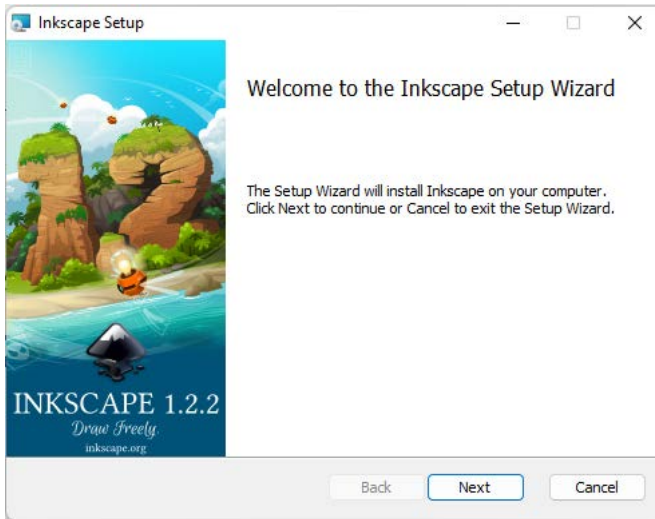 Inkscape Setup
Welcome to the Inkscape Setup Wizard
The Setup Wizard will install Inkscape on your computer.
Click Next to continue or Cancel to exit the Setup Wizard.
INKSCAPE 1.2.2
Draw Freely.
inkscape.org
Back
Next
Cancel